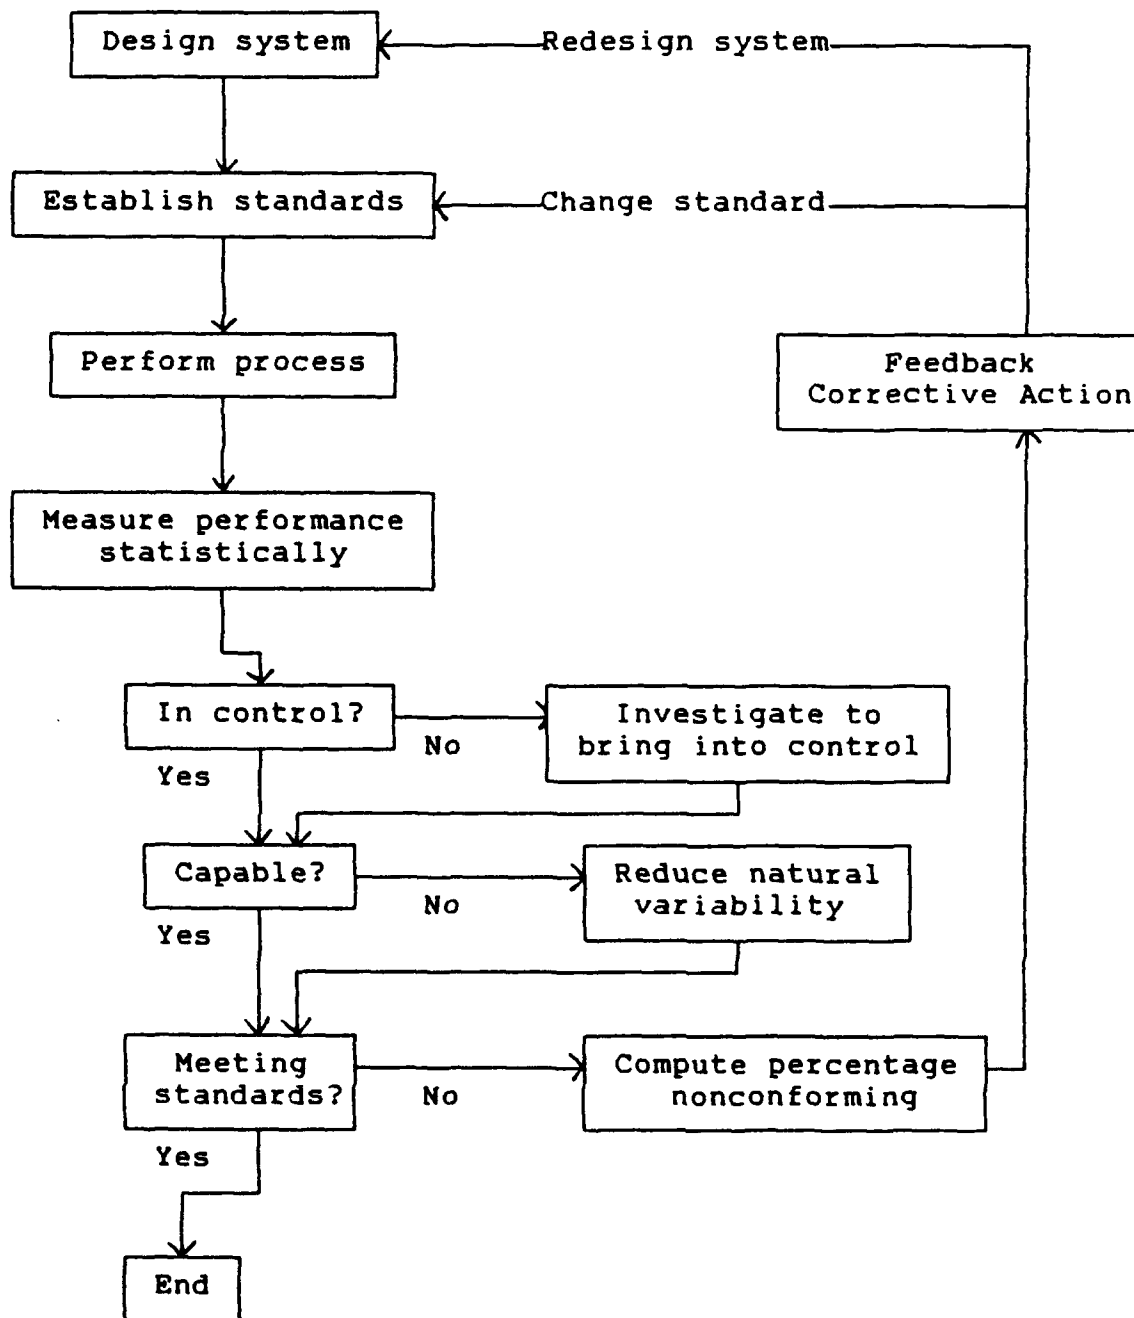 Design system
Redesign system
Establish standards
Change standard
Perform process
Feedback
Corrective Action
Measure performance
statistically
In control?
No
Investigate to
bring into control
Yes
Capable?
No
Reduce natural
variability
Yes
Meeting
standards?
No
Compute percentage
nonconforming
Yes
End